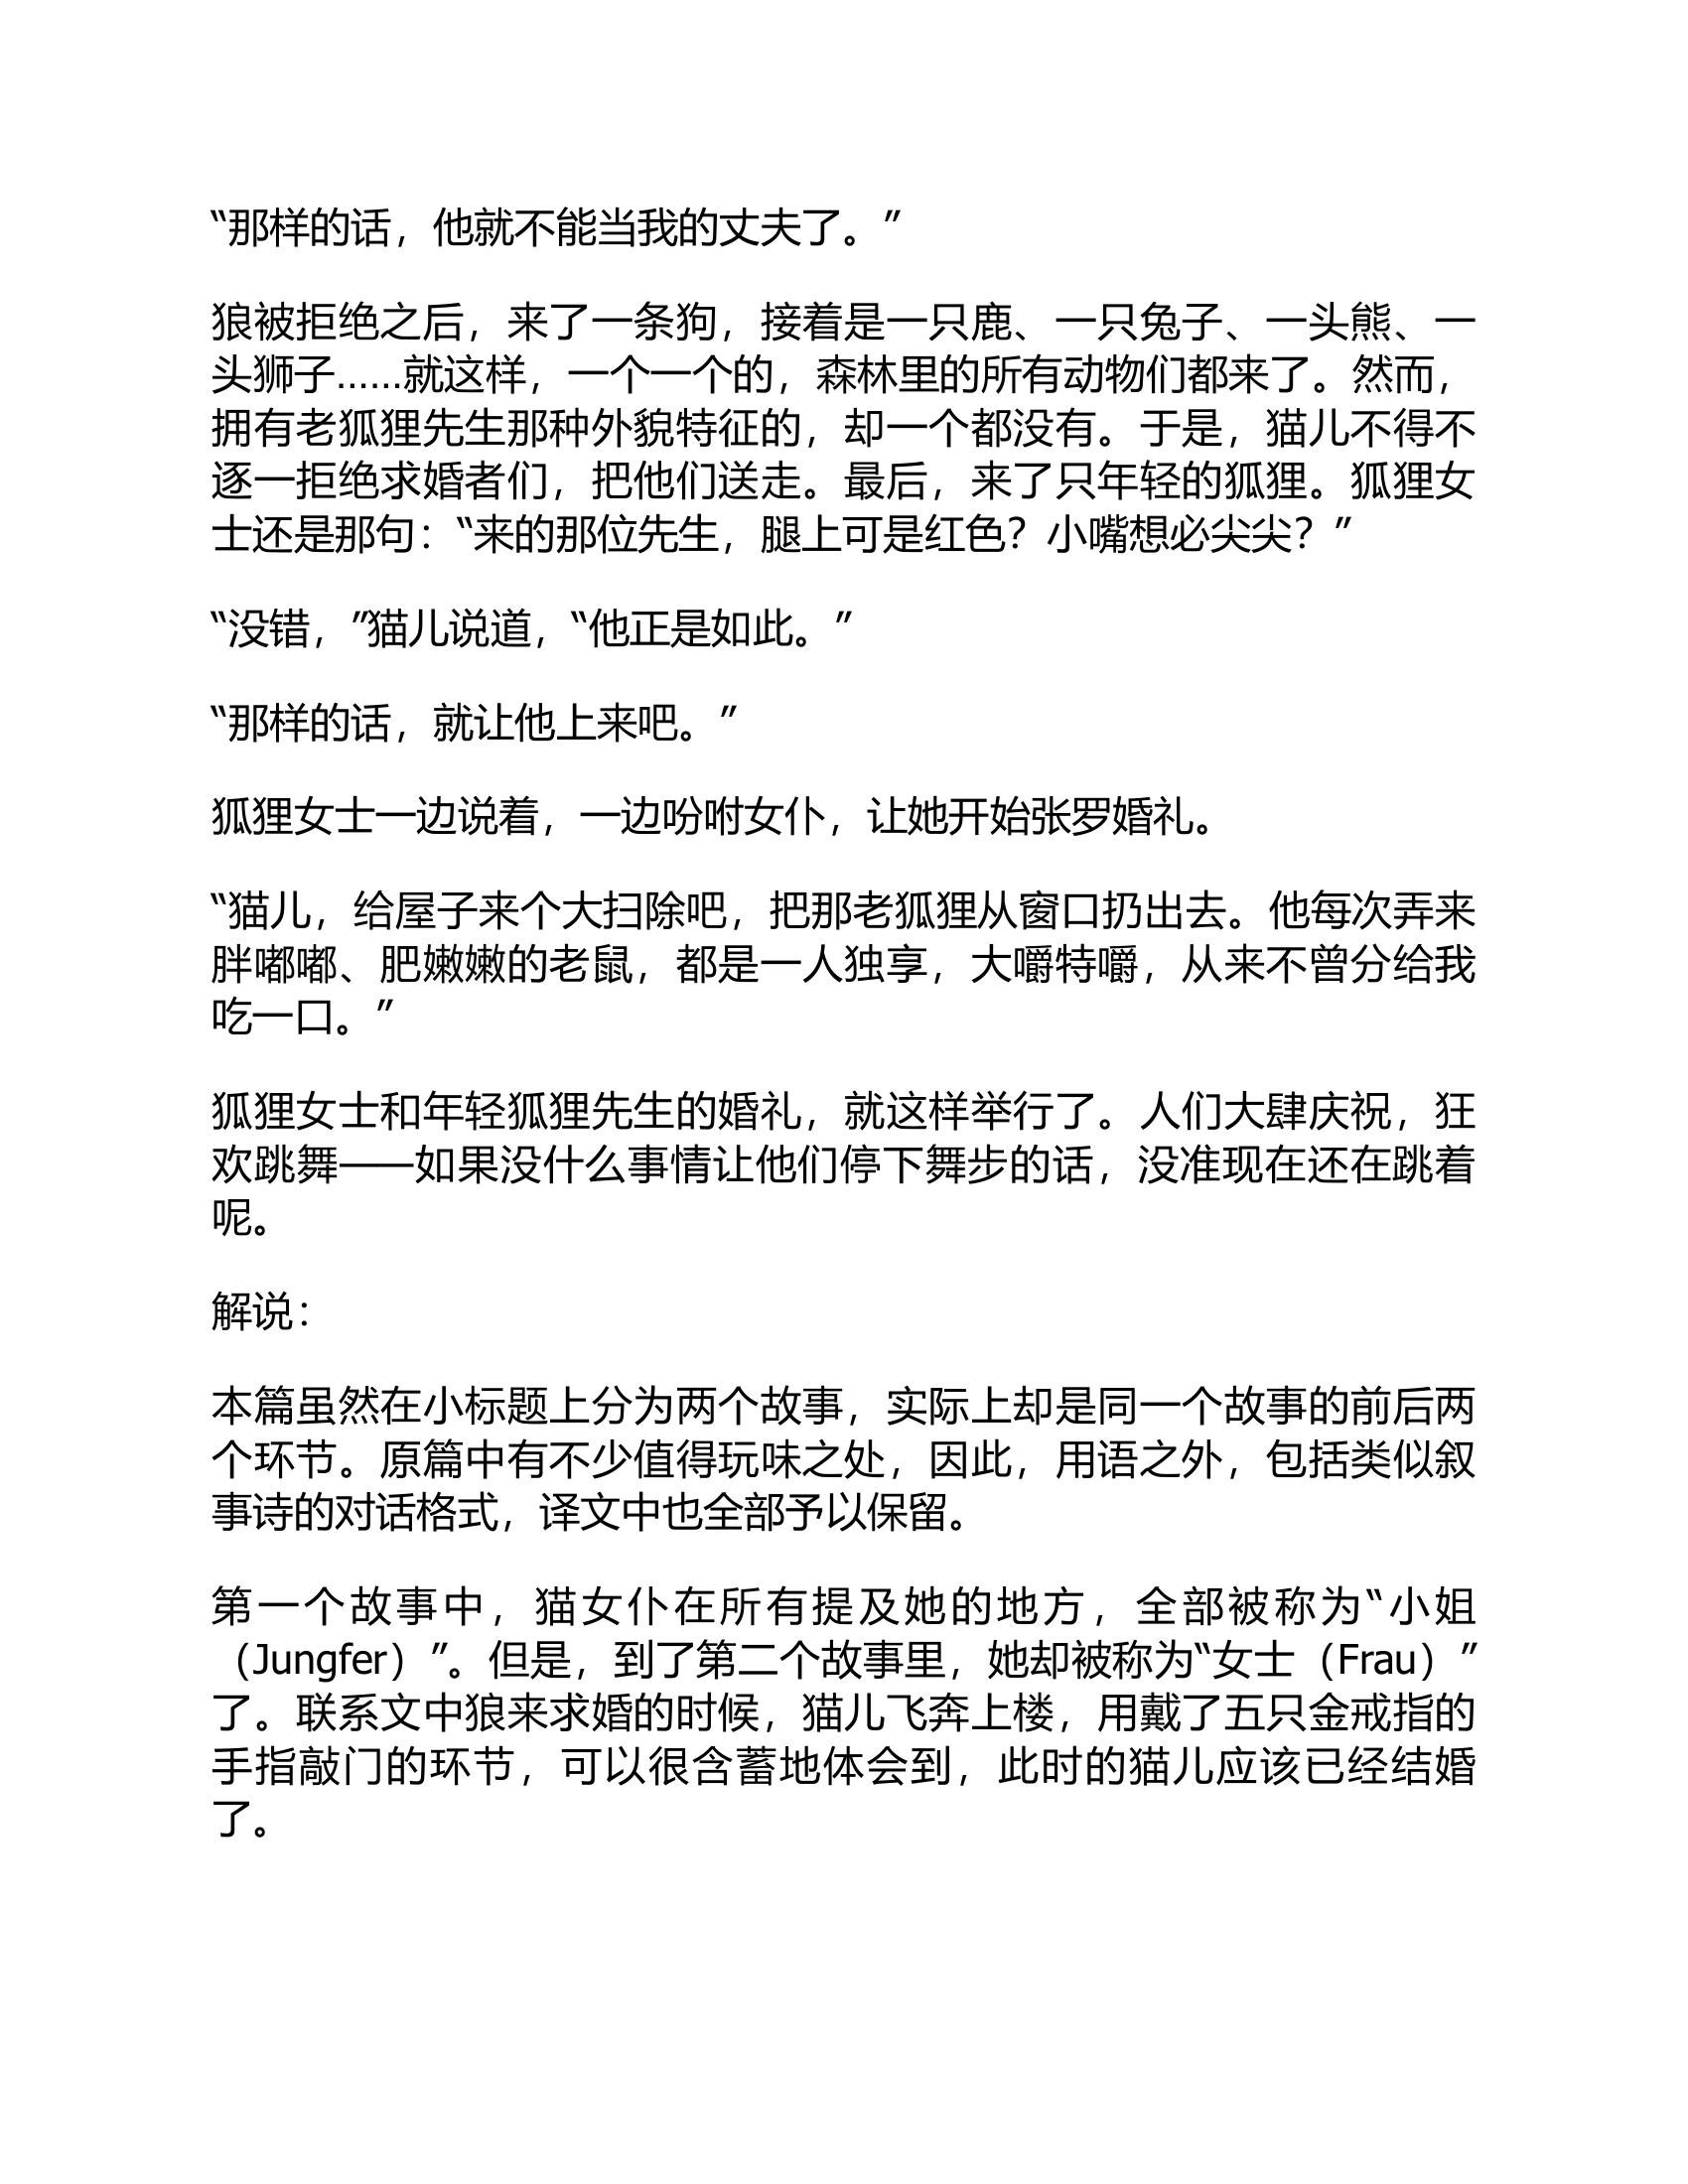 “那样的话，他就不能当我的丈夫了。”
狼被拒绝之后，来了一条狗，接着是一只鹿、一只兔子、一头熊、一
头狮子……就这样，一个一个的，森林里的所有动物们都来了。然而，
拥有老狐狸先生那种外貌特征的，却一个都没有。于是，猫儿不得不
逐一拒绝求婚者们，把他们送走。最后，来了只年轻的狐狸。狐狸女
士还是那句：“来的那位先生，腿上可是红色？小嘴想必尖尖？”
“没错，”猫儿说道，“他正是如此。”
“那样的话，就让他上来吧。”
狐狸女士一边说着，一边吩咐女仆，让她开始张罗婚礼。
“猫儿，给屋子来个大扫除吧，把那老狐狸从窗口扔出去。他每次弄来
胖嘟嘟、肥嫩嫩的老鼠，都是一人独享，大嚼特嚼，从来不曾分给我
吃一口。”
狐狸女士和年轻狐狸先生的婚礼，就这样举行了。人们大肆庆祝，狂
欢跳舞——如果没什么事情让他们停下舞步的话，没准现在还在跳着
呢。
解说：
本篇虽然在小标题上分为两个故事，实际上却是同一个故事的前后两
个环节。原篇中有不少值得玩味之处，因此，用语之外，包括类似叙
事诗的对话格式，译文中也全部予以保留。
第一个故事中，猫女仆在所有提及她的地方，全部被称为“小姐
（Jungfer）”。但是，到了第二个故事里，她却被称为“女士（Frau）”
了。联系文中狼来求婚的时候，猫儿飞奔上楼，用戴了五只金戒指的
手指敲门的环节，可以很含蓄地体会到，此时的猫儿应该已经结婚
了。